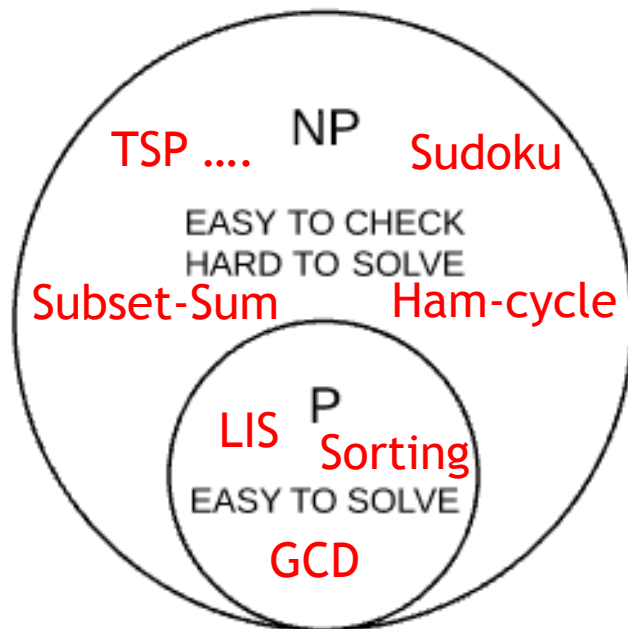 NP
TSP ....
Sudoku
EASY TO CHECK
HARD TO SOLVE
Subset-Sum
Ham-cycle
P
LIS
Sorting
EASY TO SOLVE
GCD